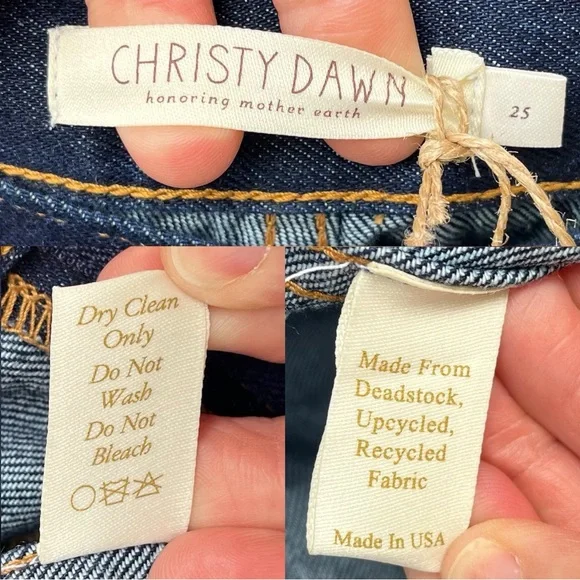 CHRISTY DAWN
honoring mother earth
25
Dry Clean
Only
Do Not
Wash
Do Not
Bleach
Made From
Deadstock,
Upcycled,
Recycled
Fabric
Made In USA